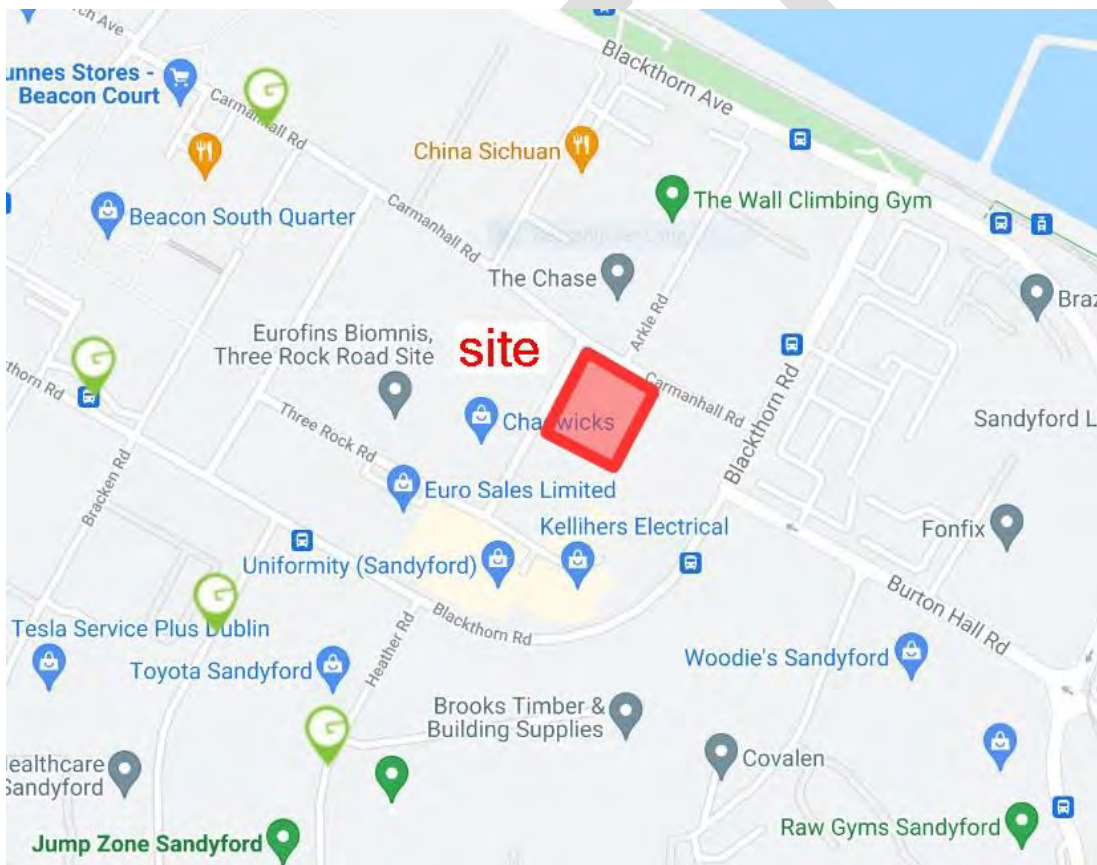 ch Ave
unnes Stores -
Beacon Court
Carmanhall Rd
Blackthorn Ave
China Sichuan
The Wall Climbing Gym
Beacon South Quarter
Carmanhall Rd
The Chase
Braz
Arkle Rd
Eurofins Biomnis,
Three Rock Road Site
site
Carmanhall Rd
thorn Rd
Cha wicks
Sandyford L
Three Rock Rd
Blackthorn Rd
Bracken Rd
Euro Sales Limited
Kellihers Electrical
Fonfix
Uniformity (Sandyford)
Burton Hall Rd
Blackthorn Rd
Tesla Service Plus Dublin
Heather Rd
Toyota Sandyford
Woodie's Sandyford
Brooks Timber &
Building Supplies
ealthcare
Sandyford
Covalen
Jump Zone Sandyford
Raw Gyms Sandyford